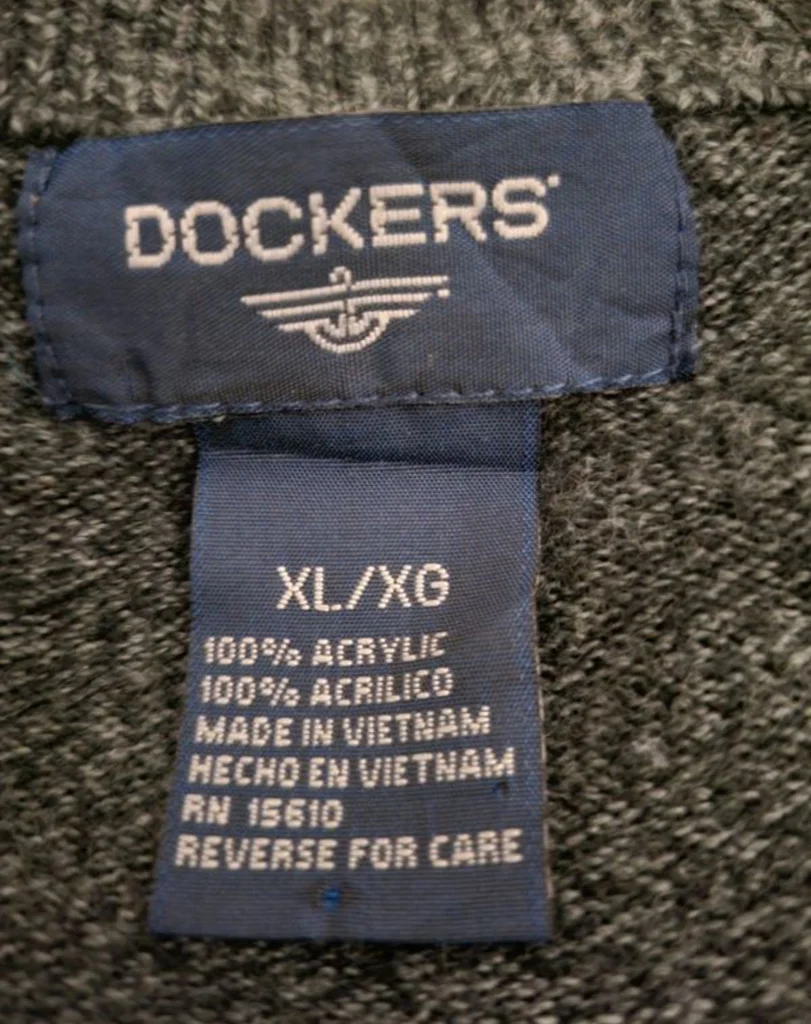 DOCKERS
XL/XG
100% ACRYLIC
100% ACRILICO
MADE IN VIETNAM
HECHO EN VIETNAM
RN 15610
REVERSE FOR CARE